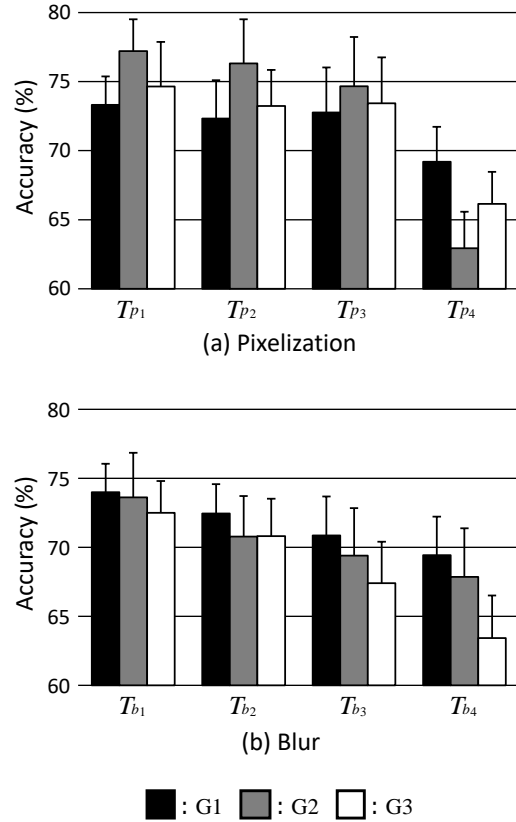 80
75
70
65
60
Accuracy (%)
Tp1 Tp2 Tp3 Tp4
(a) Pixelization
80
75
70
65
60
Accuracy (%)
Tb1 Tb2 Tb3 Tb4
(b) Blur
: G1 : G2 : G3